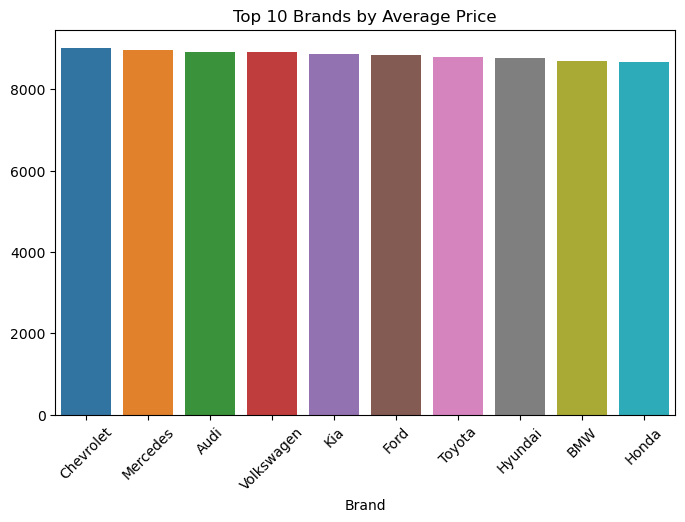 Top 10 Brands by Average Price
8000
6000
4000
2000
0
Chevrolet
Mercedes
Audi
Volkswagen
Kia
Ford
Toyota
Hyundai
BMW
Honda
Brand